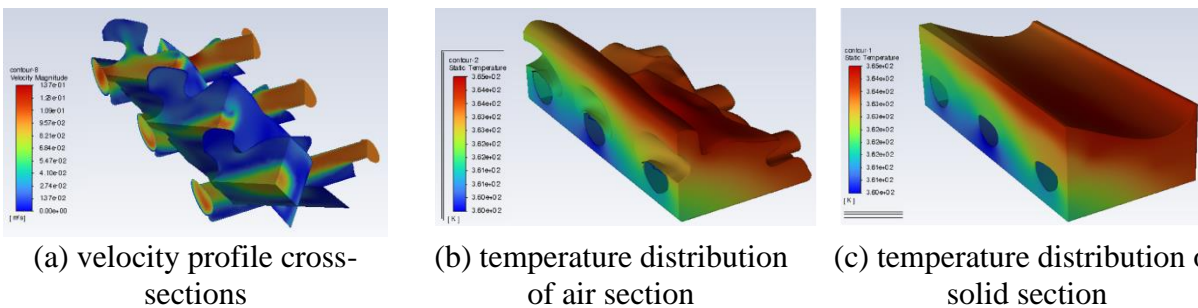 contour-8
Velocity Magnitude
1.37e-01
1.23e-01
1.09e-01
9.57e-02
8.21e-02
6.84e-02
5.47e-02
4.10e-02
2.74e-02
1.37e-02
0.00e+00
[ m/s ]
contour-2
Static Temperature
3.65e+02
3.64e+02
3.64e+02
3.63e+02
3.63e+02
3.62e+02
3.62e+02
3.62e+02
3.61e+02
3.60e+02
3.60e+02
[ K ]
contour-1
Static Temperature
3.65e+02
3.64e+02
3.64e+02
3.63e+02
3.63e+02
3.62e+02
3.62e+02
3.62e+02
3.61e+02
3.61e+02
3.60e+02
[ K ]
(a) velocity profile cross-
sections
(b) temperature distribution
of air section
(c) temperature distribution
solid section